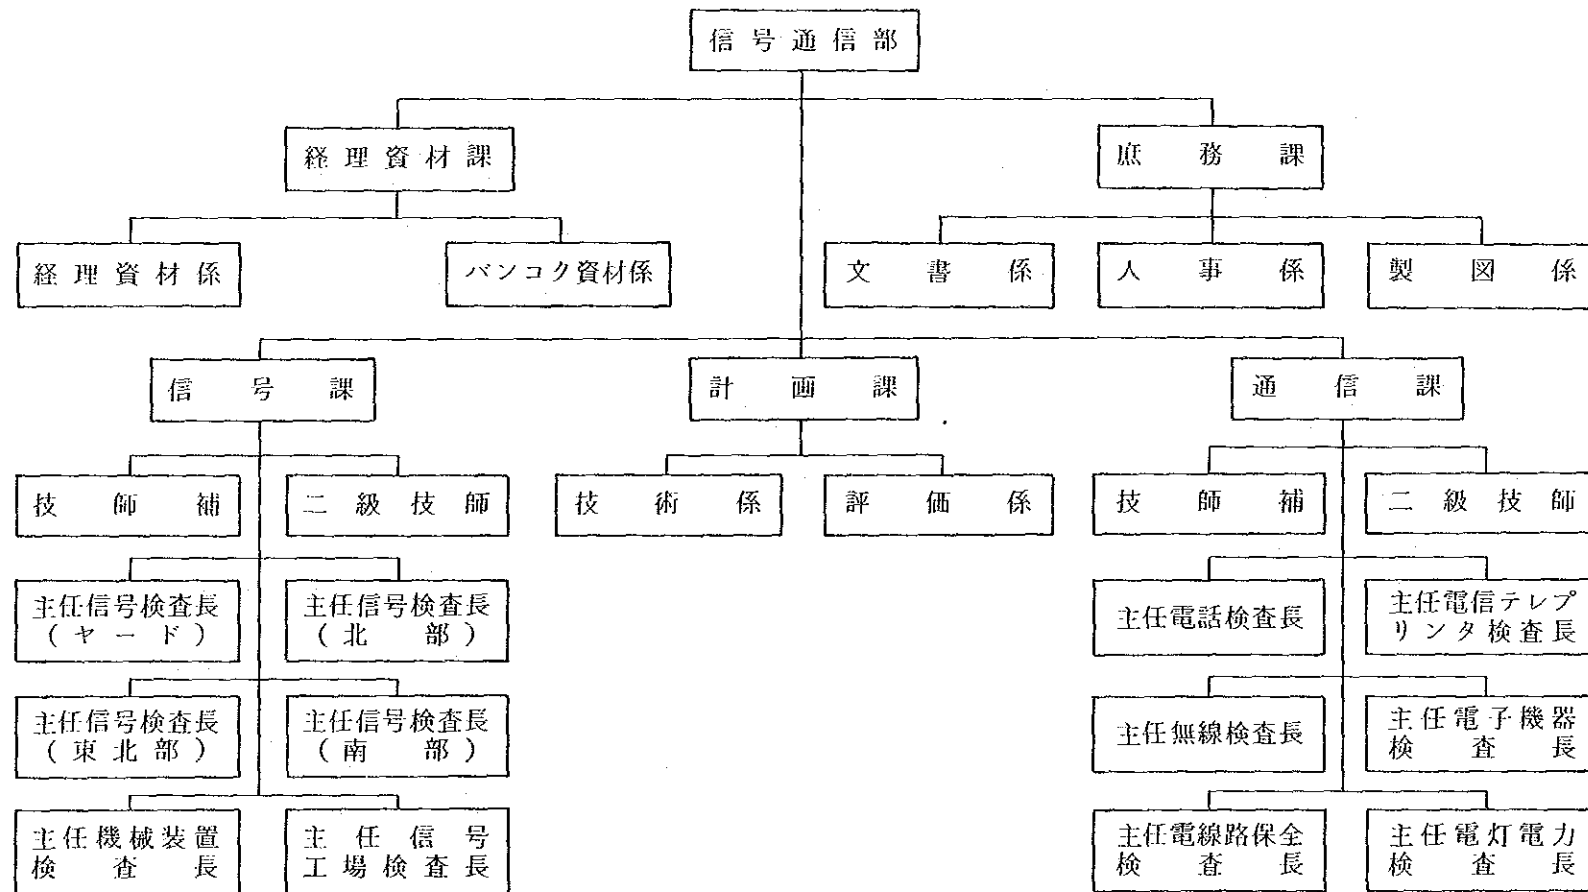 信号通信部
経理資材課
庶務課
経理資材係
バンコク資材係
文書係
人事係
製図係
信号課
計画課
通信課
技師補
二級技師
技術係
評価係
技師補
二級技師
主任信号検査長
(ヤード)
主任信号検査長
(北部)
主任電話検査長
主任電信テレプ
リンタ検査長
主任信号検査長
(東北部)
主任信号検査長
(南部)
主任無線検査長
主任電子機器
検査長
主任機械装置
検査長
主任信号
工場検査長
主任電線路保全
検査長
主任電灯電力
検査長